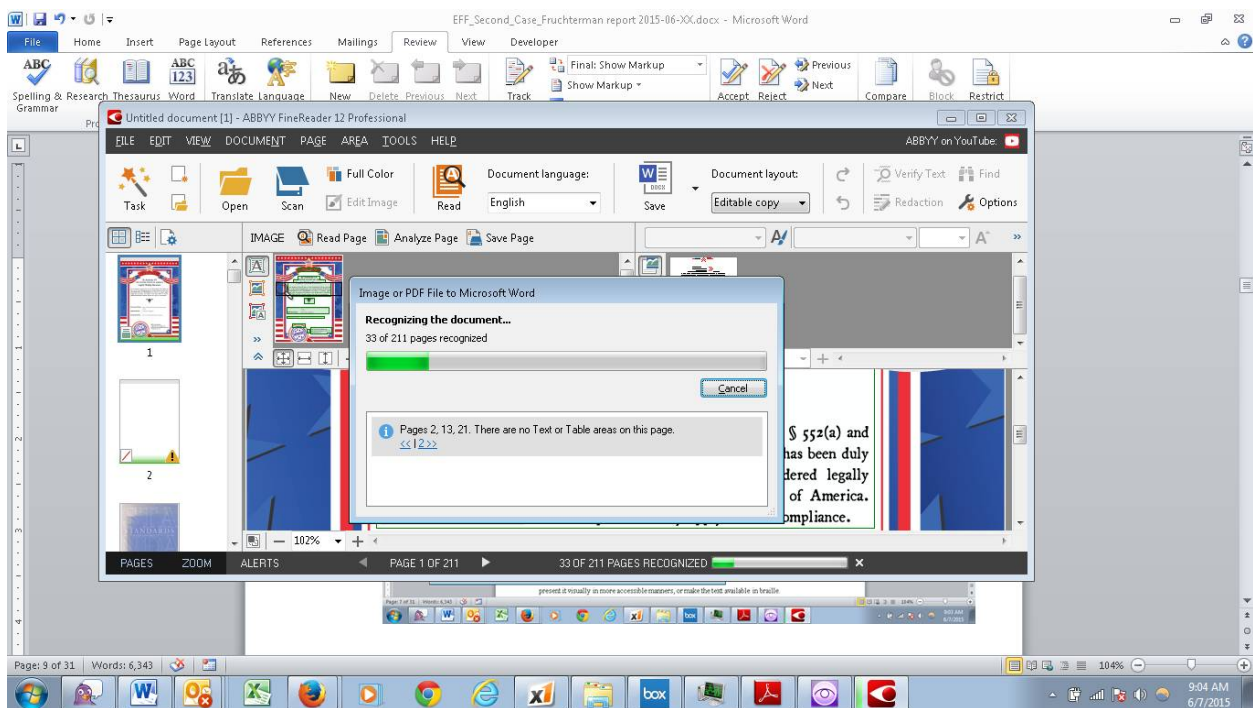 EFF_Second_Case_Fruchterman report 2015-06-XX.docx - Microsoft Word
File Home Insert Page Layout References Mailings Review View Developer
ABC ABC 123
Final: Show Markup Previous
Show Markup Next
Spelling & Research Thesaurus Word Translate Language New Delete Previous Next Track Accept Reject Compare Block Restrict
Grammar
Untitled document [1] - ABBYY FineReader 12 Professional
FILE EDIT VIEW DOCUMENT PAGE AREA TOOLS HELP ABBYY on YouTube:
Full Color Document language: Document layout: Verify Text Find
Task Open Scan Edit Image Read English Save Editable copy Redaction Options
IMAGE Read Page Analyze Page Save Page
1
2
Image or PDF File to Microsoft Word
Recognizing the document...
33 of 211 pages recognized
Cancel
Pages 2, 13, 21. There are no Text or Table areas on this page.
<< | 2 >>
§ 552(a) and
has been duly
dered legally
of America.
ompliance.
102%
PAGES ZOOM ALERTS PAGE 1 OF 211 33 OF 211 PAGES RECOGNIZED
present it visually in more accessible manners, or make the text available in braille.
Page: 9 of 31 Words: 6,343 104%
box
9:04 AM
6/7/2015